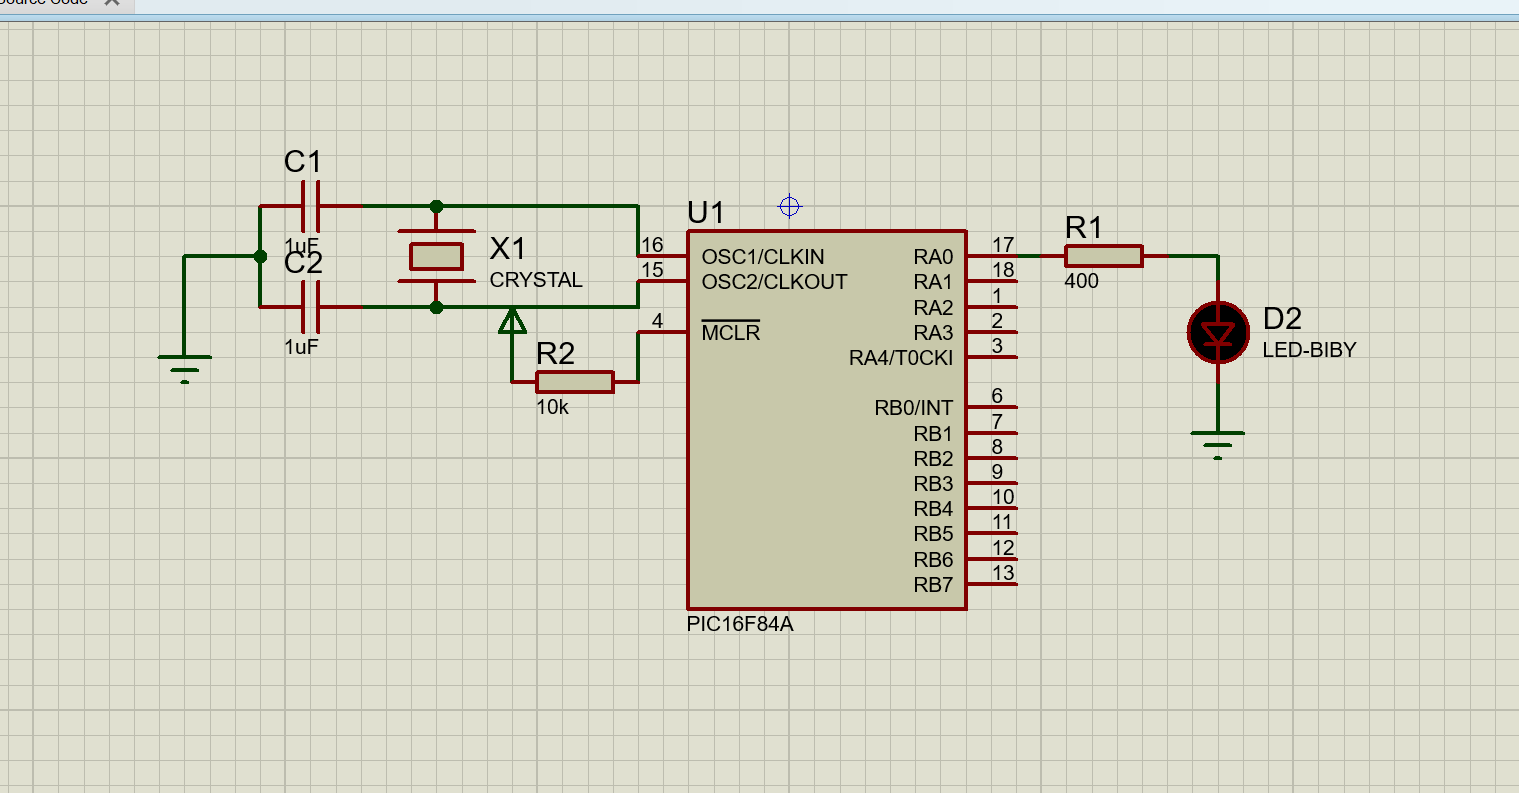 Source Code
C1
1uF
C2
1uF
X1
CRYSTAL
R2
10k
U1
16
15
4
OSC1/CLKIN
OSC2/CLKOUT
MCLR
RA0
RA1
RA2
RA3
RA4/T0CKI
RB0/INT
RB1
RB2
RB3
RB4
RB5
RB6
RB7
17
18
1
2
3
6
7
8
9
10
11
12
13
PIC16F84A
R1
400
D2
LED-BIBY